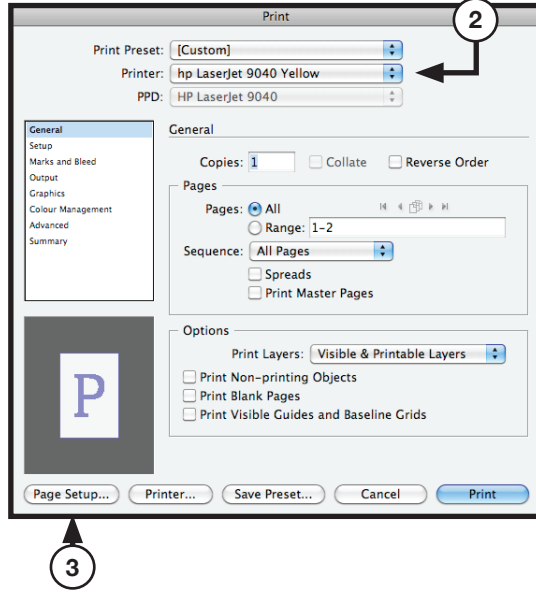 Print
2
Print Preset: [Custom]
Printer: hp LaserJet 9040 Yellow
PPD: HP LaserJet 9040
General
Setup
Marks and Bleed
Output
Graphics
Colour Management
Advanced
Summary
General
Copies: 1 Collate Reverse Order
Pages
Pages: All
Range: 1-2
Sequence: All Pages
Spreads
Print Master Pages
P
Options
Print Layers: Visible & Printable Layers
Print Non-printing Objects
Print Blank Pages
Print Visible Guides and Baseline Grids
Page Setup... Printer... Save Preset... Cancel Print
3